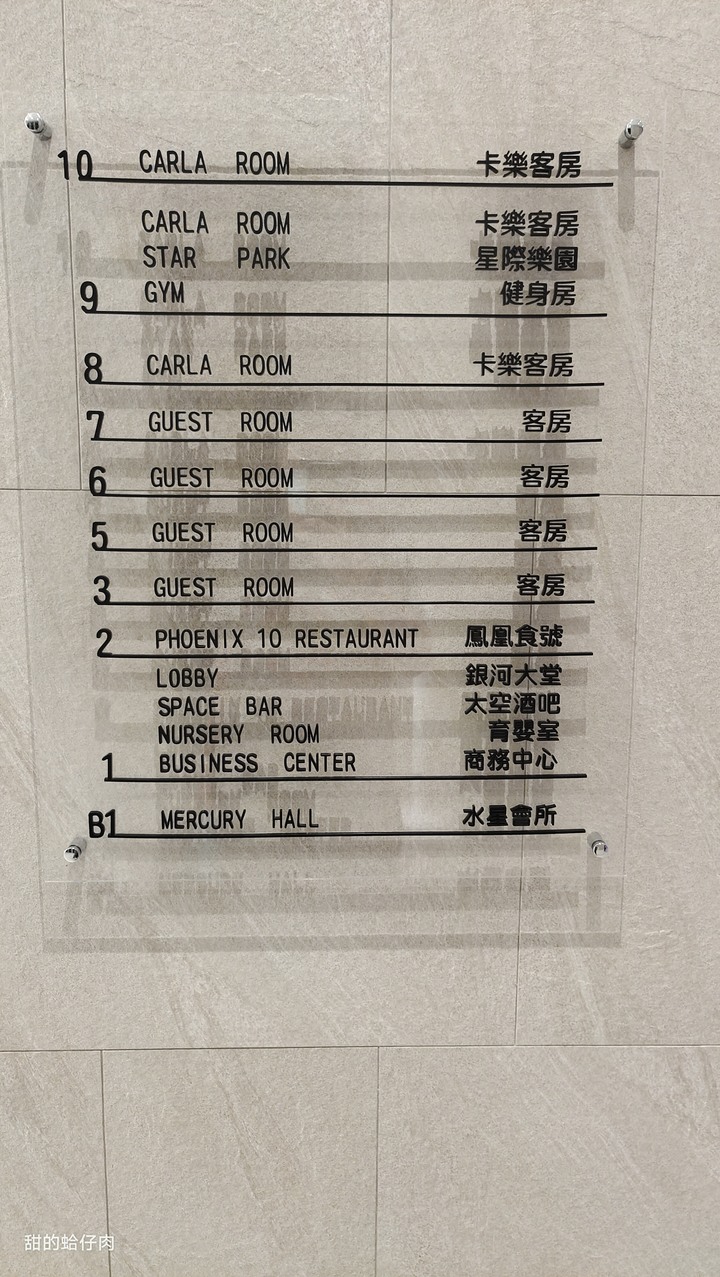 10 CARLA ROOM 卡樂客房
CARLA ROOM 卡樂客房
STAR PARK 星際樂園
9 GYM 健身房
8 CARLA ROOM 卡樂客房
7 GUEST ROOM 客房
6 GUEST ROOM 客房
5 GUEST ROOM 客房
3 GUEST ROOM 客房
2 PHOENIX 10 RESTAURANT 鳳凰食號
LOBBY 銀河大堂
SPACE BAR 太空酒吧
NURSERY ROOM 育嬰室
1 BUSINESS CENTER 商務中心
B1 MERCURY HALL 水星會所
甜的蛤仔肉